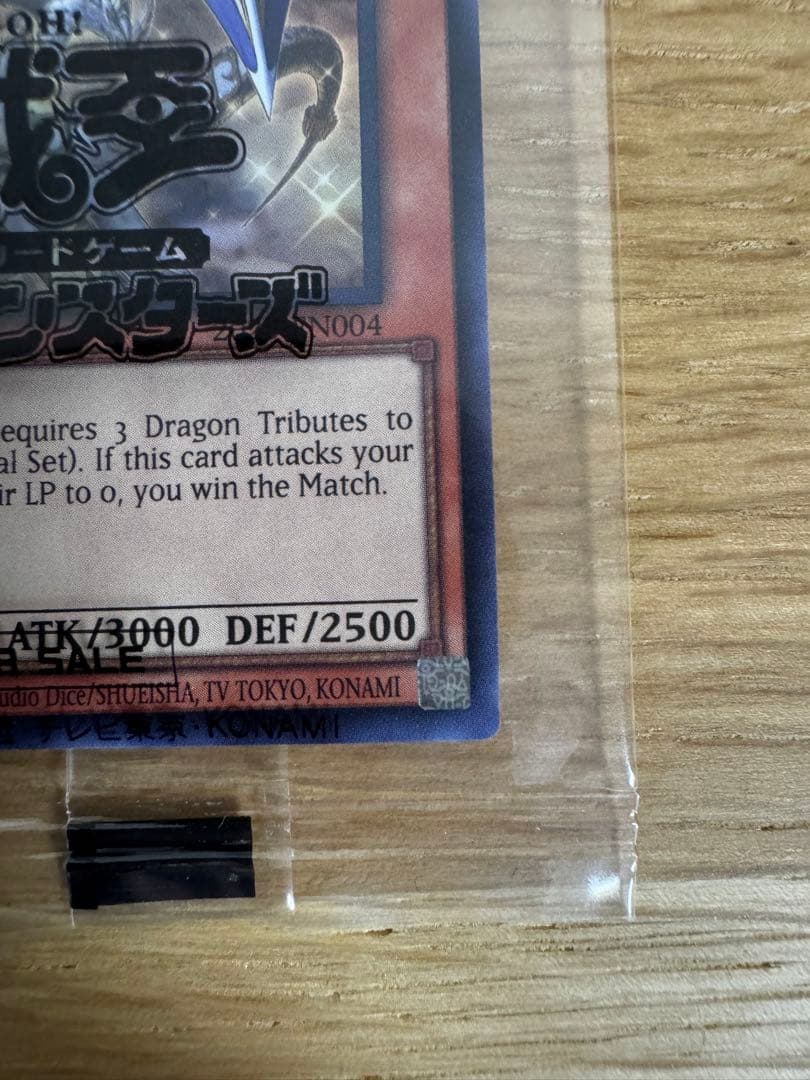 OH!
ードゲーム
ンスターズ
N004
equires 3 Dragon Tributes to
al Set). If this card attacks your
ir LP to 0, you win the Match.
ATK/3000 DEF/2500
SALE
udio Dice/SHUEISHA, TV TOKYO, KONAMI
テレビ東京・KONAMI